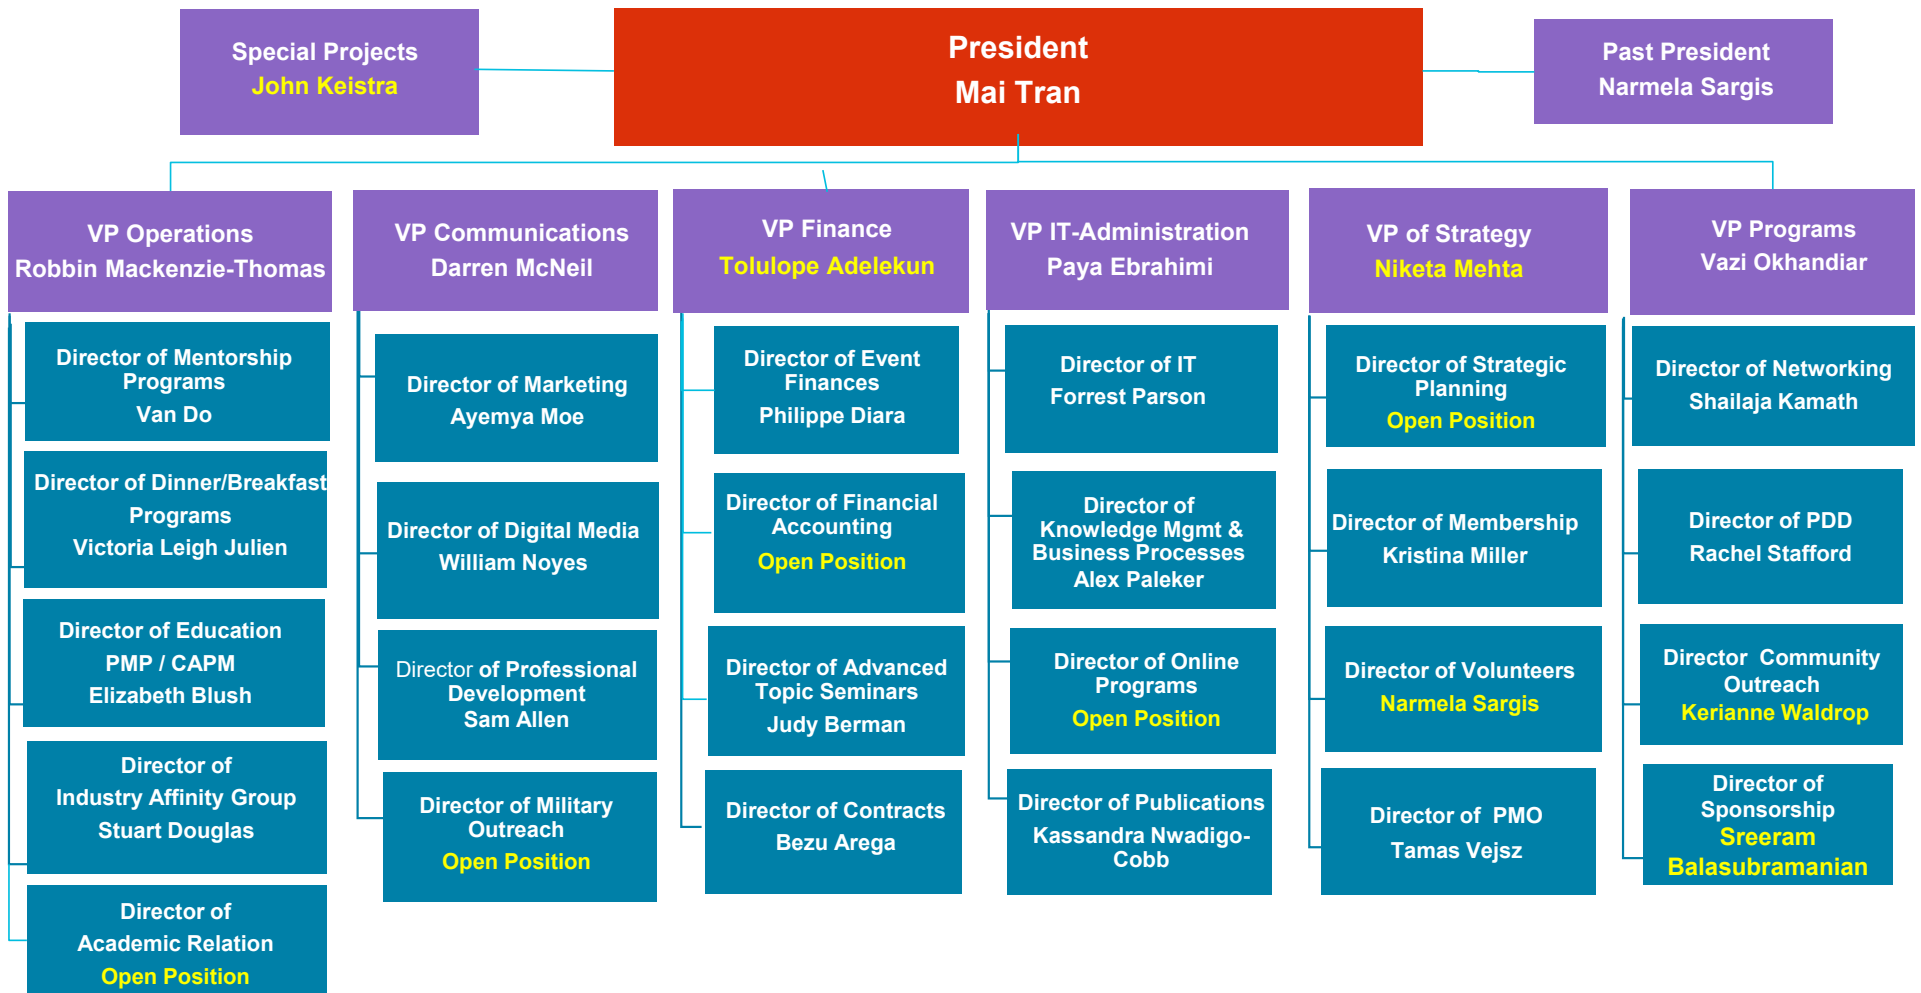 Special Projects
John Keistra
President
Mai Tran
Past President
Narmela Sargis
VP Operations
Robbin Mackenzie-Thomas
Director of Mentorship
Programs
Van Do
Director of Dinner/Breakfast
Programs
Victoria Leigh Julien
Director of Education
PMP / CAPM
Elizabeth Blush
Director of
Industry Affinity Group
Stuart Douglas
Director of
Academic Relation
Open Position
VP Communications
Darren McNeil
Director of Marketing
Ayemya Moe
Director of Digital Media
William Noyes
Director of Professional
Development
Sam Allen
Director of Military
Outreach
Open Position
VP Finance
Tolulope Adelekun
Director of Event
Finances
Philippe Diara
Director of Financial
Accounting
Open Position
Director of Advanced
Topic Seminars
Judy Berman
Director of Contracts
Bezu Arega
VP IT-Administration
Paya Ebrahimi
Director of IT
Forrest Parson
Director of
Knowledge Mgmt &
Business Processes
Alex Paleker
Director of Online
Programs
Open Position
Director of Publications
Kassandra Nwadigo-
Cobb
VP of Strategy
Niketa Mehta
Director of Strategic
Planning
Open Position
Director of Membership
Kristina Miller
Director of Volunteers
Narmela Sargis
Director of PMO
Tamas Vejsz
VP Programs
Vazi Okhandiar
Director of Networking
Shailaja Kamath
Director of PDD
Rachel Stafford
Director Community
Outreach
Kerianne Waldrop
Director of
Sponsorship
Sreeram
Balasubramanian